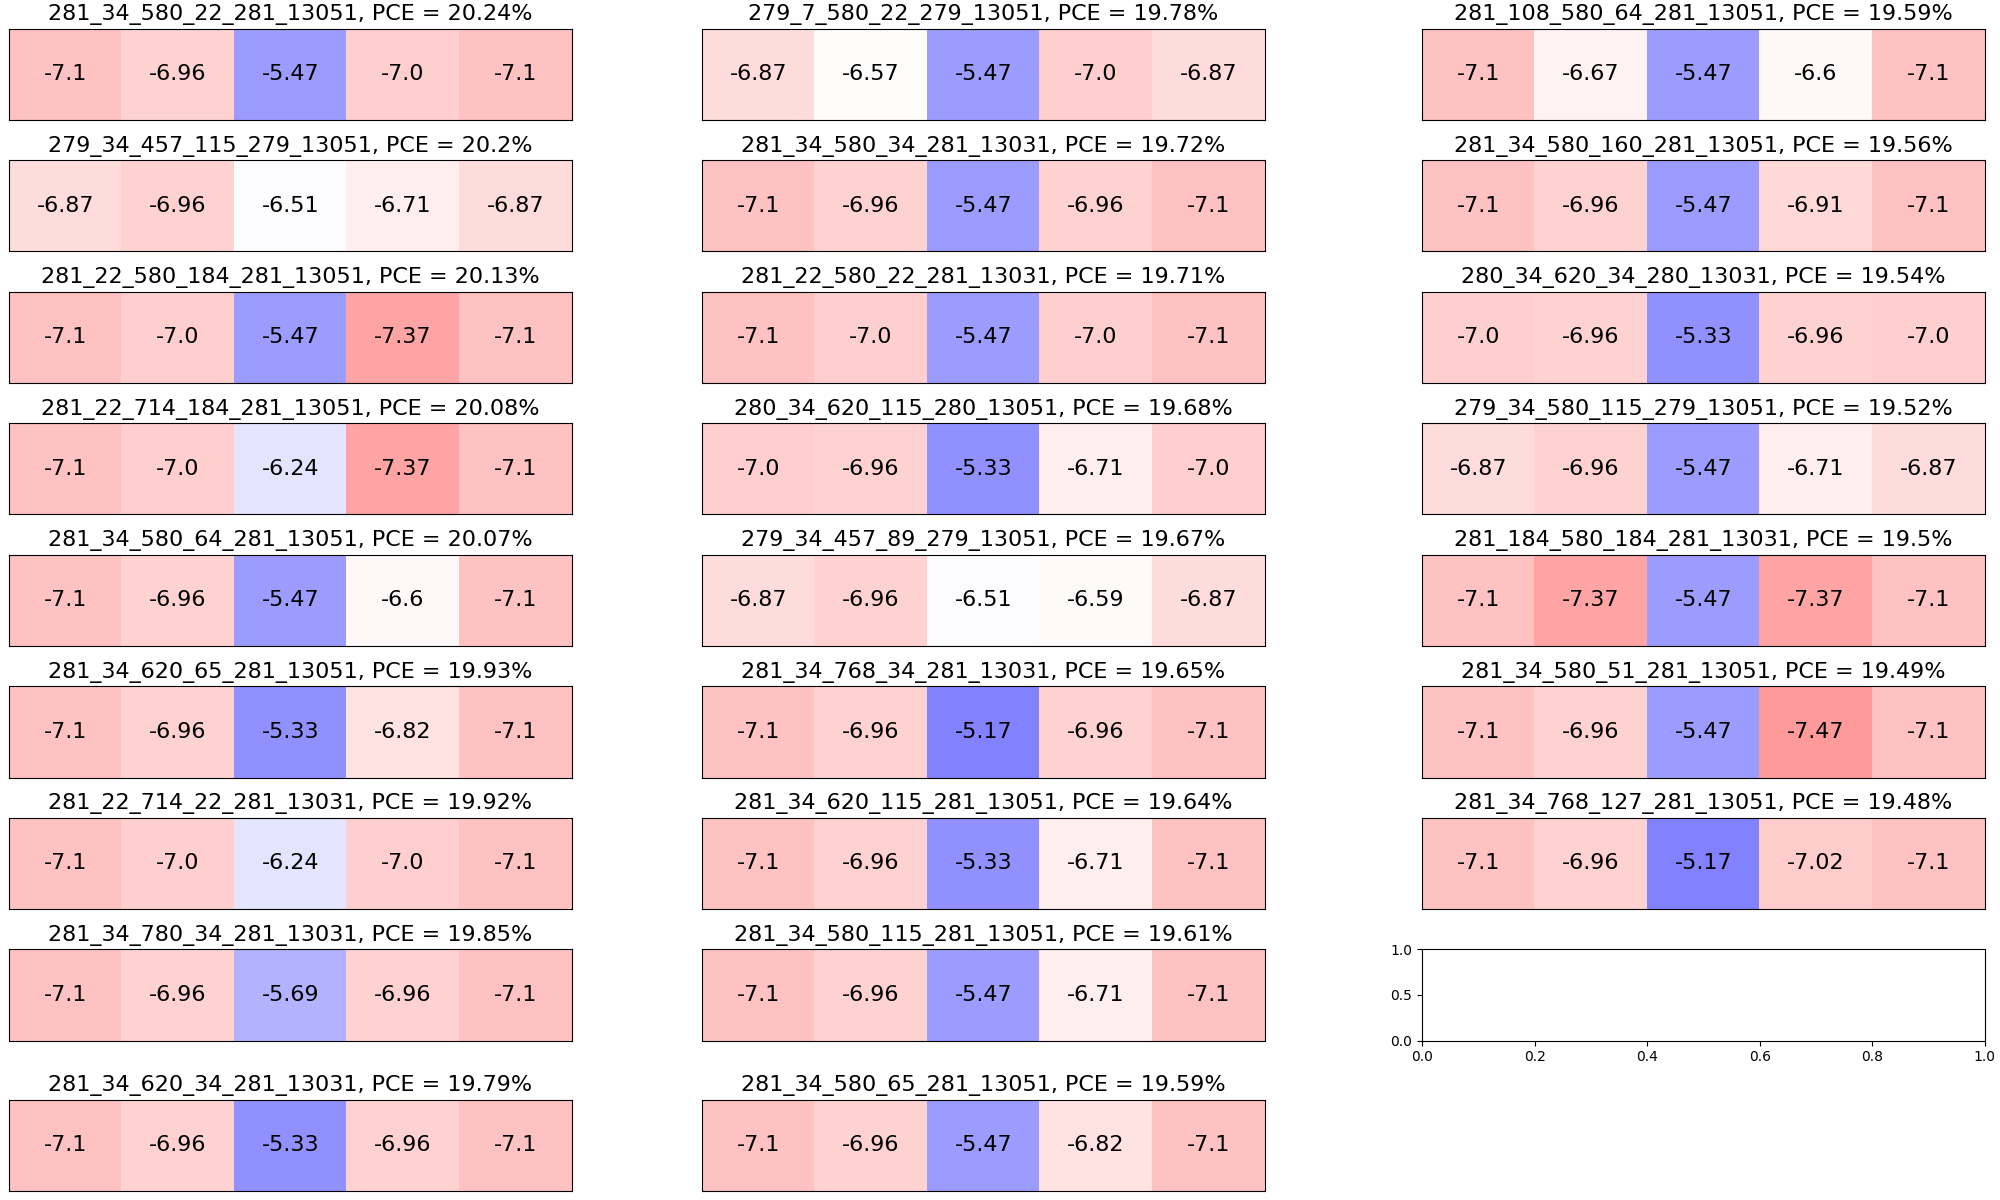 281_34_580_22_281_13051, PCE = 20.24%
-7.1 -6.96 -5.47 -7.0 -7.1
279_34_457_115_279_13051, PCE = 20.2%
-6.87 -6.96 -6.51 -6.71 -6.87
281_22_580_184_281_13051, PCE = 20.13%
-7.1 -7.0 -5.47 -7.37 -7.1
281_22_714_184_281_13051, PCE = 20.08%
-7.1 -7.0 -6.24 -7.37 -7.1
281_34_580_64_281_13051, PCE = 20.07%
-7.1 -6.96 -5.47 -6.6 -7.1
281_34_620_65_281_13051, PCE = 19.93%
-7.1 -6.96 -5.33 -6.82 -7.1
281_22_714_22_281_13031, PCE = 19.92%
-7.1 -7.0 -6.24 -7.0 -7.1
281_34_780_34_281_13031, PCE = 19.85%
-7.1 -6.96 -5.69 -6.96 -7.1
281_34_620_34_281_13031, PCE = 19.79%
-7.1 -6.96 -5.33 -6.96 -7.1
279_7_580_22_279_13051, PCE = 19.78%
-6.87 -6.57 -5.47 -7.0 -6.87
281_34_580_34_281_13031, PCE = 19.72%
-7.1 -6.96 -5.47 -6.96 -7.1
281_22_580_22_281_13031, PCE = 19.71%
-7.1 -7.0 -5.47 -7.0 -7.1
280_34_620_115_280_13051, PCE = 19.68%
-7.0 -6.96 -5.33 -6.71 -7.0
279_34_457_89_279_13051, PCE = 19.67%
-6.87 -6.96 -6.51 -6.59 -6.87
281_34_768_34_281_13031, PCE = 19.65%
-7.1 -6.96 -5.17 -6.96 -7.1
281_34_620_115_281_13051, PCE = 19.64%
-7.1 -6.96 -5.33 -6.71 -7.1
281_34_580_115_281_13051, PCE = 19.61%
-7.1 -6.96 -5.47 -6.71 -7.1
281_34_580_65_281_13051, PCE = 19.59%
-7.1 -6.96 -5.47 -6.82 -7.1
281_108_580_64_281_13051, PCE = 19.59%
-7.1 -6.67 -5.47 -6.6 -7.1
281_34_580_160_281_13051, PCE = 19.56%
-7.1 -6.96 -5.47 -6.91 -7.1
280_34_620_34_280_13031, PCE = 19.54%
-7.0 -6.96 -5.33 -6.96 -7.0
279_34_580_115_279_13051, PCE = 19.52%
-6.87 -6.96 -5.47 -6.71 -6.87
281_184_580_184_281_13031, PCE = 19.5%
-7.1 -7.37 -5.47 -7.37 -7.1
281_34_580_51_281_13051, PCE = 19.49%
-7.1 -6.96 -5.47 -7.47 -7.1
281_34_768_127_281_13051, PCE = 19.48%
-7.1 -6.96 -5.17 -7.02 -7.1
1.0
0.5
0.0
0.0 0.2 0.4 0.6 0.8 1.0